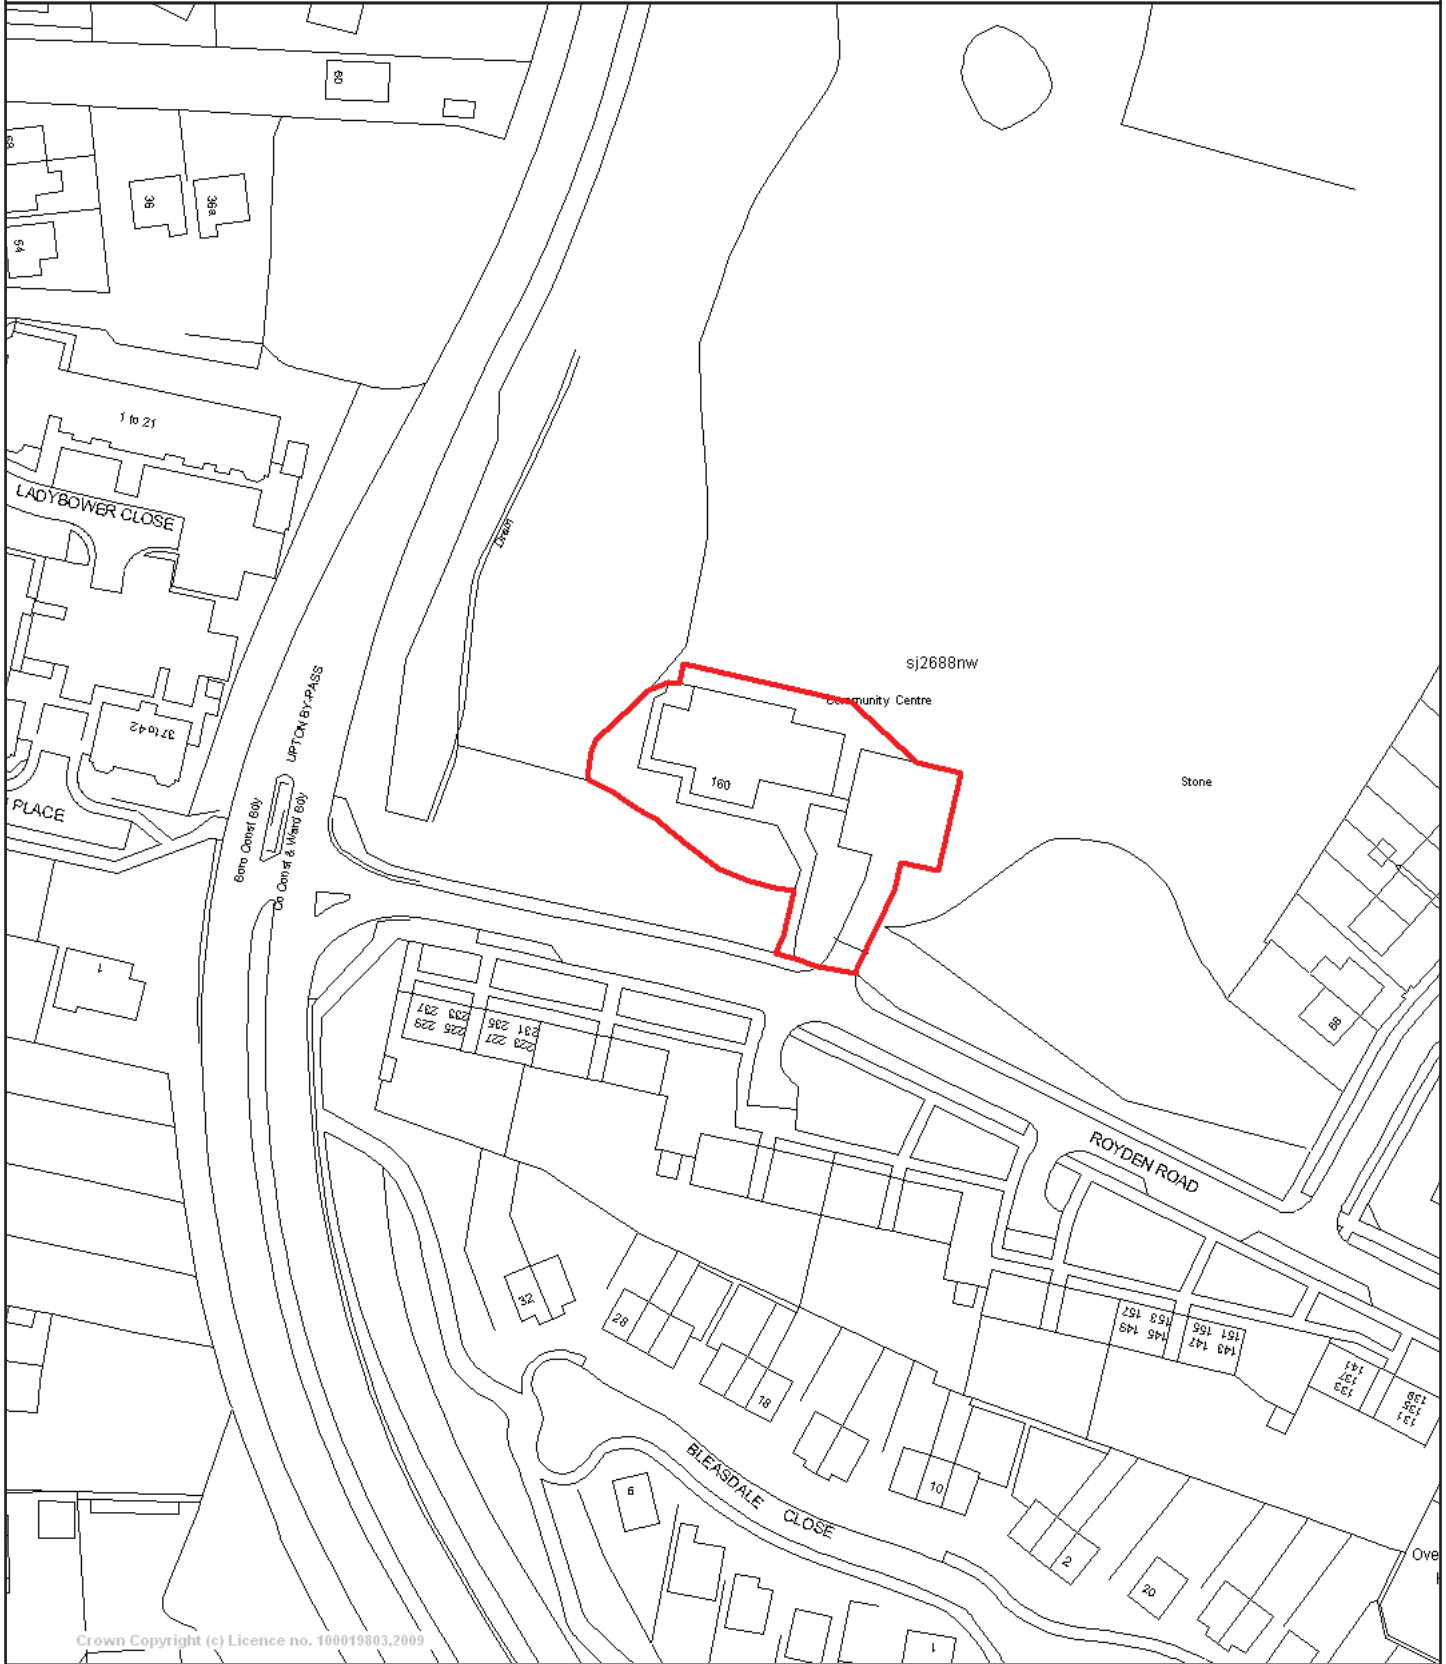 60
36
36a
54
1 to 21
LADYBOWER CLOSE
Drain
UPTON BY-PASS
sj2688nw
Community Centre
37 to 42
160
Stone
PLACE
Boro Const Bdy
Co Const & Ward Bdy
1
237 233
229 225
235 231
227 223
68
ROYDEN ROAD
32
28
18
157 153
149 145
155 151
147 143
141
137
133
139
135
131
BLEASDALE CLOSE
10
6
2
20
Ove
1
Crown Copyright (c) Licence no. 100019803,2009